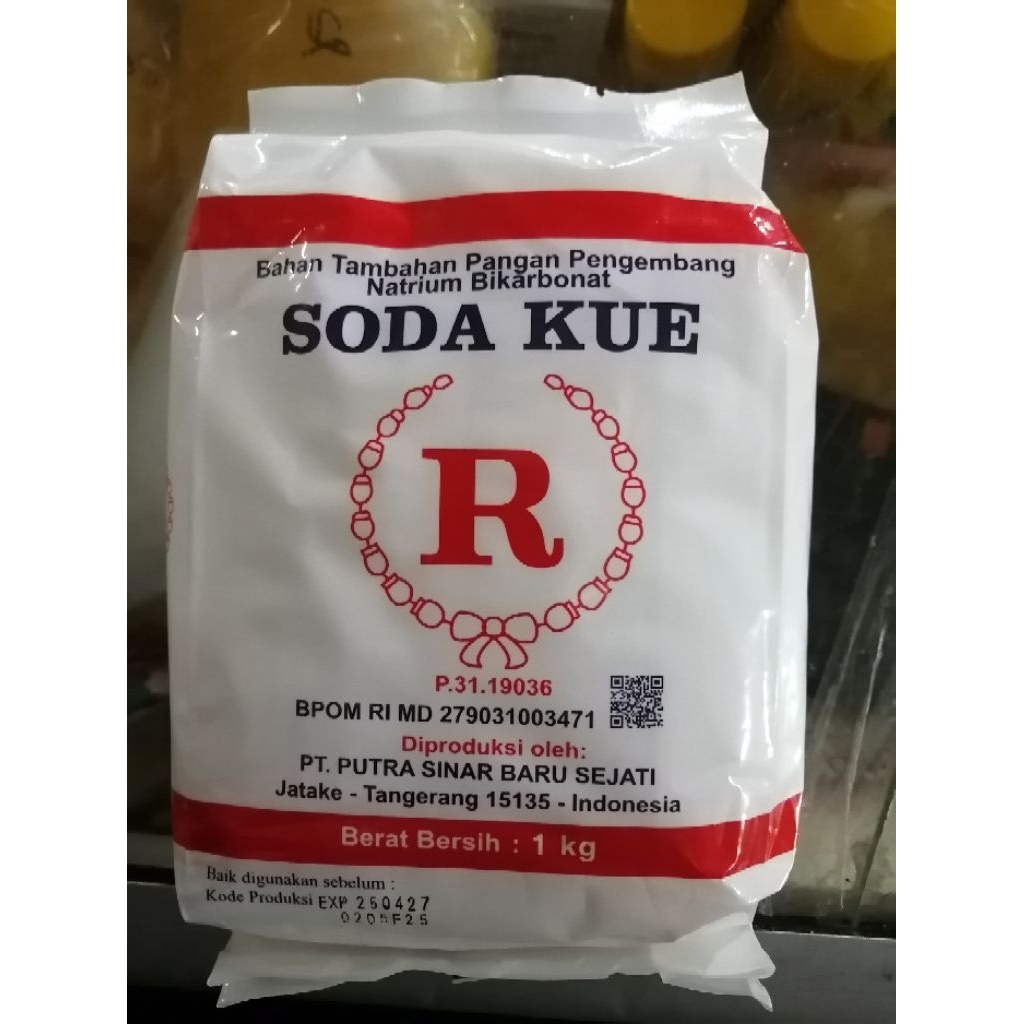 Bahan Tambahan Pangan Pengembang
Natrium Bikarbonat
SODA KUE
R
P.31.19036
BPOM RI MD 279031003471
Diproduksi oleh:
PT. PUTRA SINAR BARU SEJATI
Jatake - Tangerang 15135 - Indonesia
Berat Bersih : 1 kg
Baik digunakan sebelum :
Kode Produksi EXP 250427
0205F25